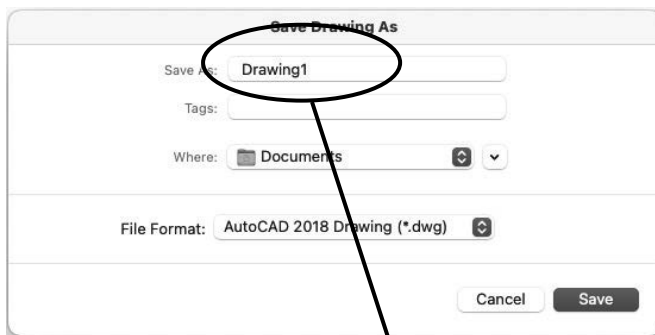 Save Drawing As
Save As: Drawing1
Tags:
Where: Documents
File Format: AutoCAD 2018 Drawing (*.dwg)
Cancel Save